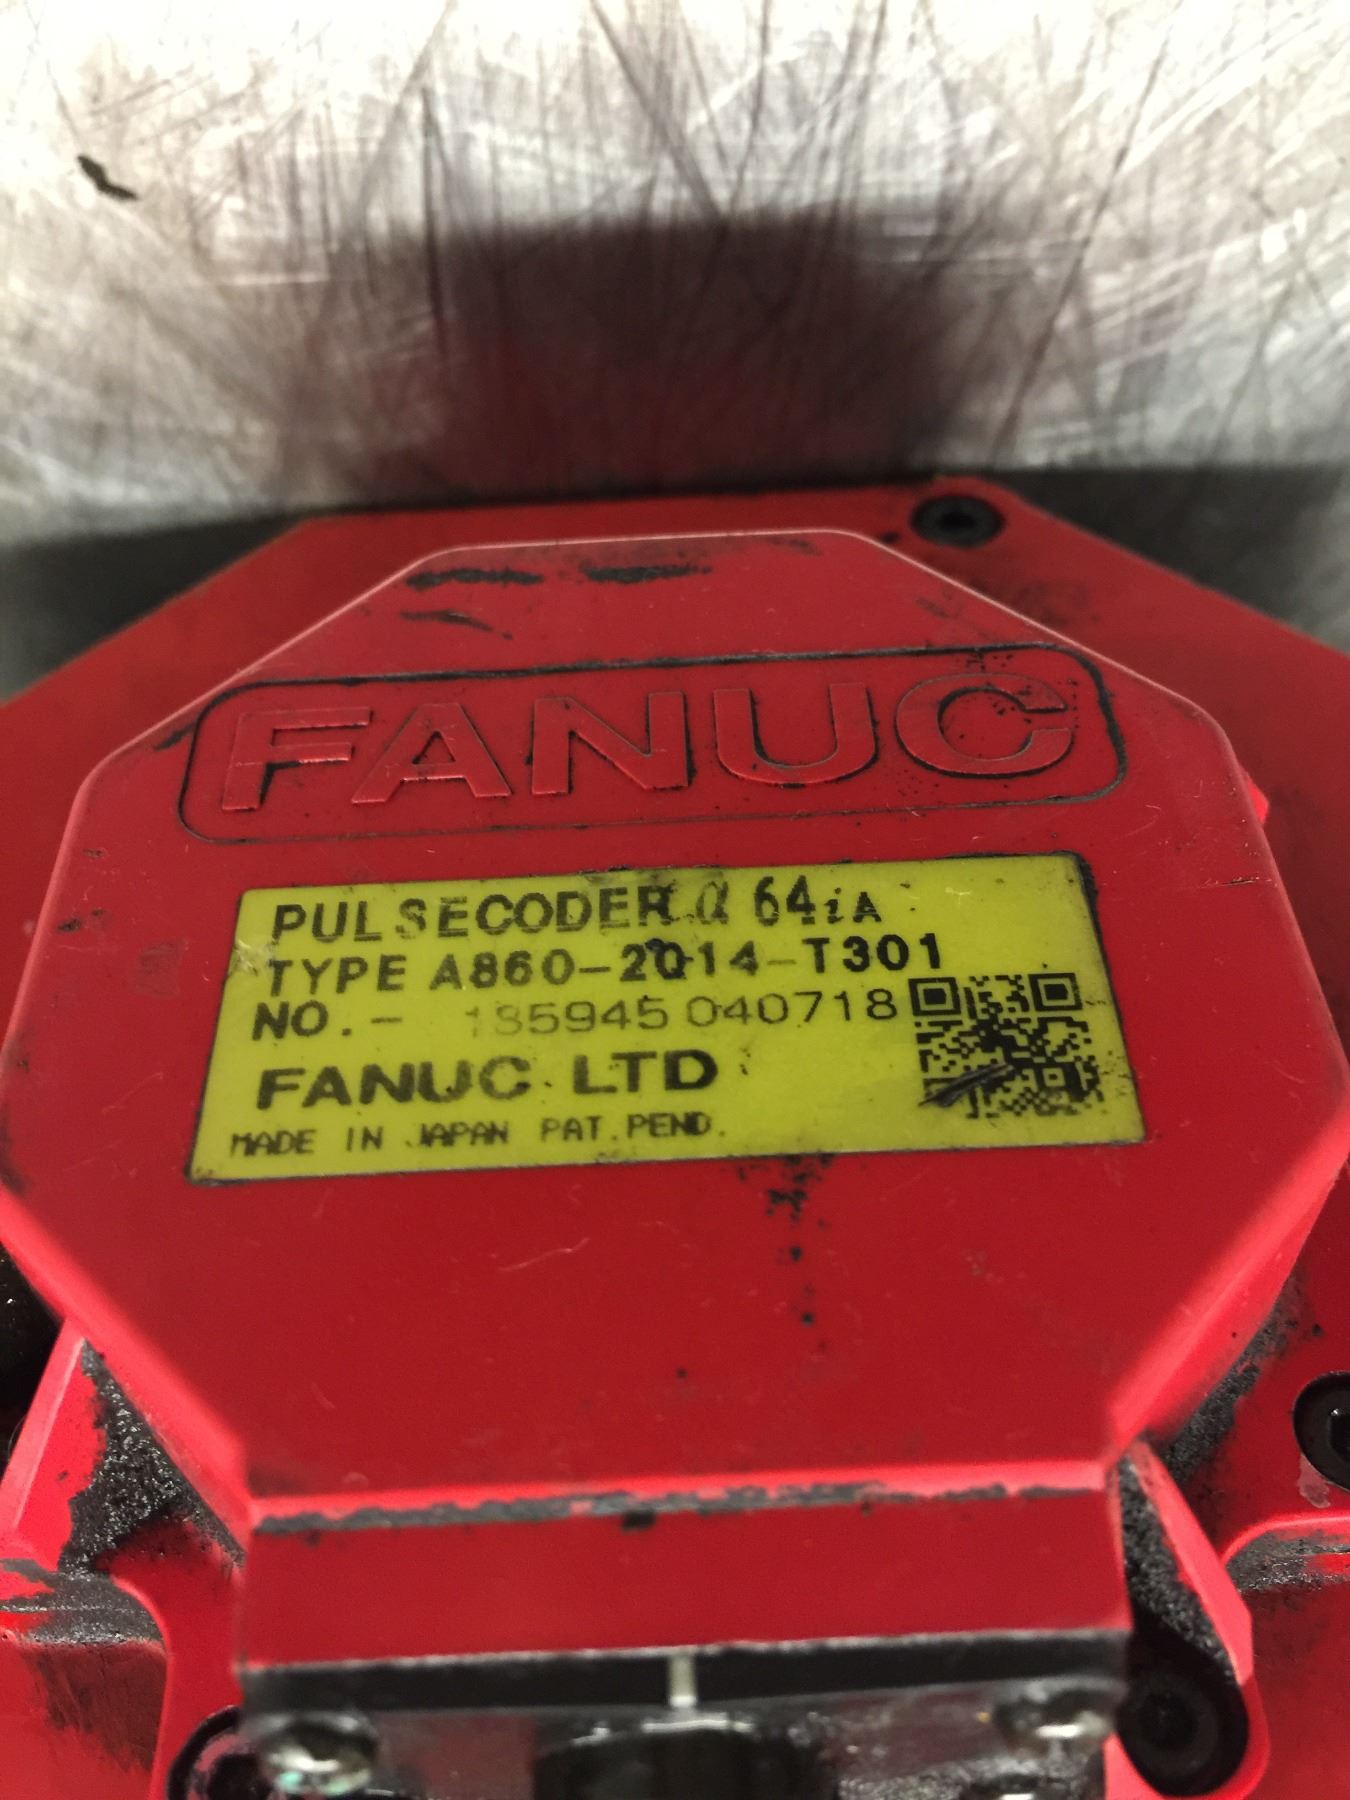 FANUC
PULSECODER α 64iA
TYPE A860-2014-T301
NO.- 185945 040718
FANUC LTD
MADE IN JAPAN PAT.PEND.